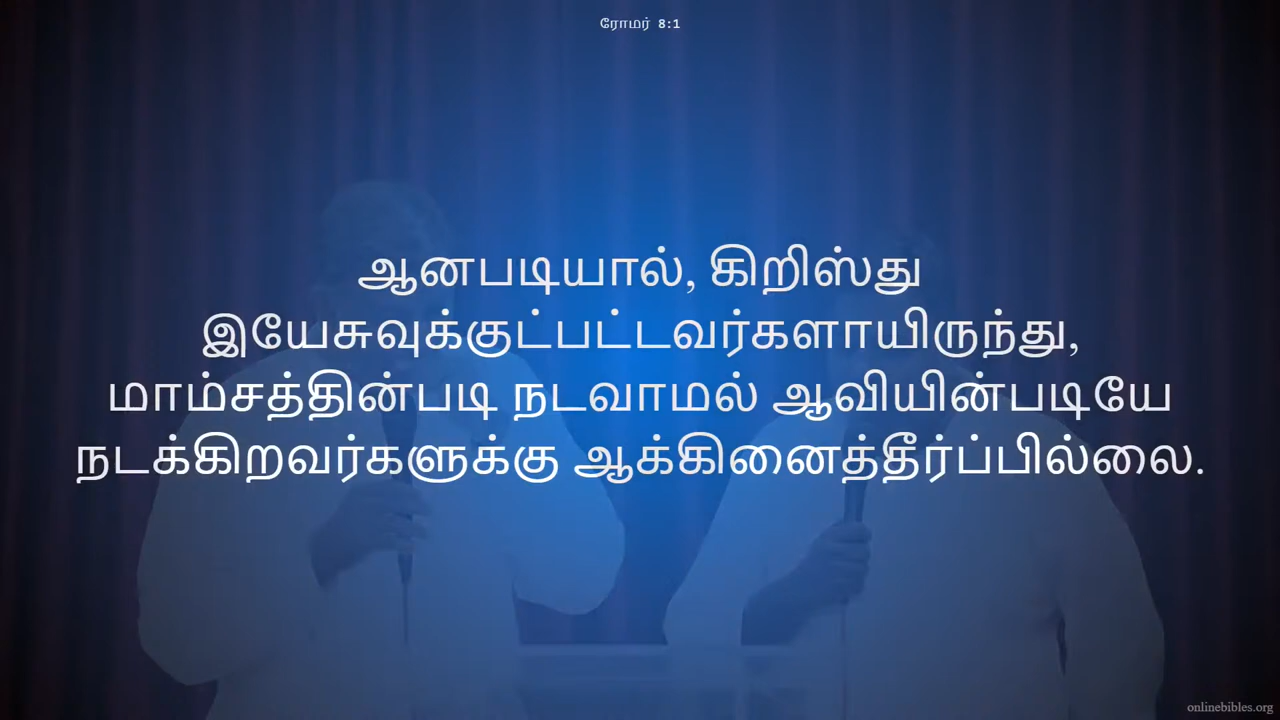 ரோமர் 8:1
ஆனபடியால், கிறிஸ்து
இயேசுவுக்குட்பட்டவர்களாயிருந்து,
மாம்சத்தின்படி நடவாமல் ஆவியின்படியே
நடக்கிறவர்களுக்கு ஆக்கினைத்தீர்ப்பில்லை.
onlinebibles.org